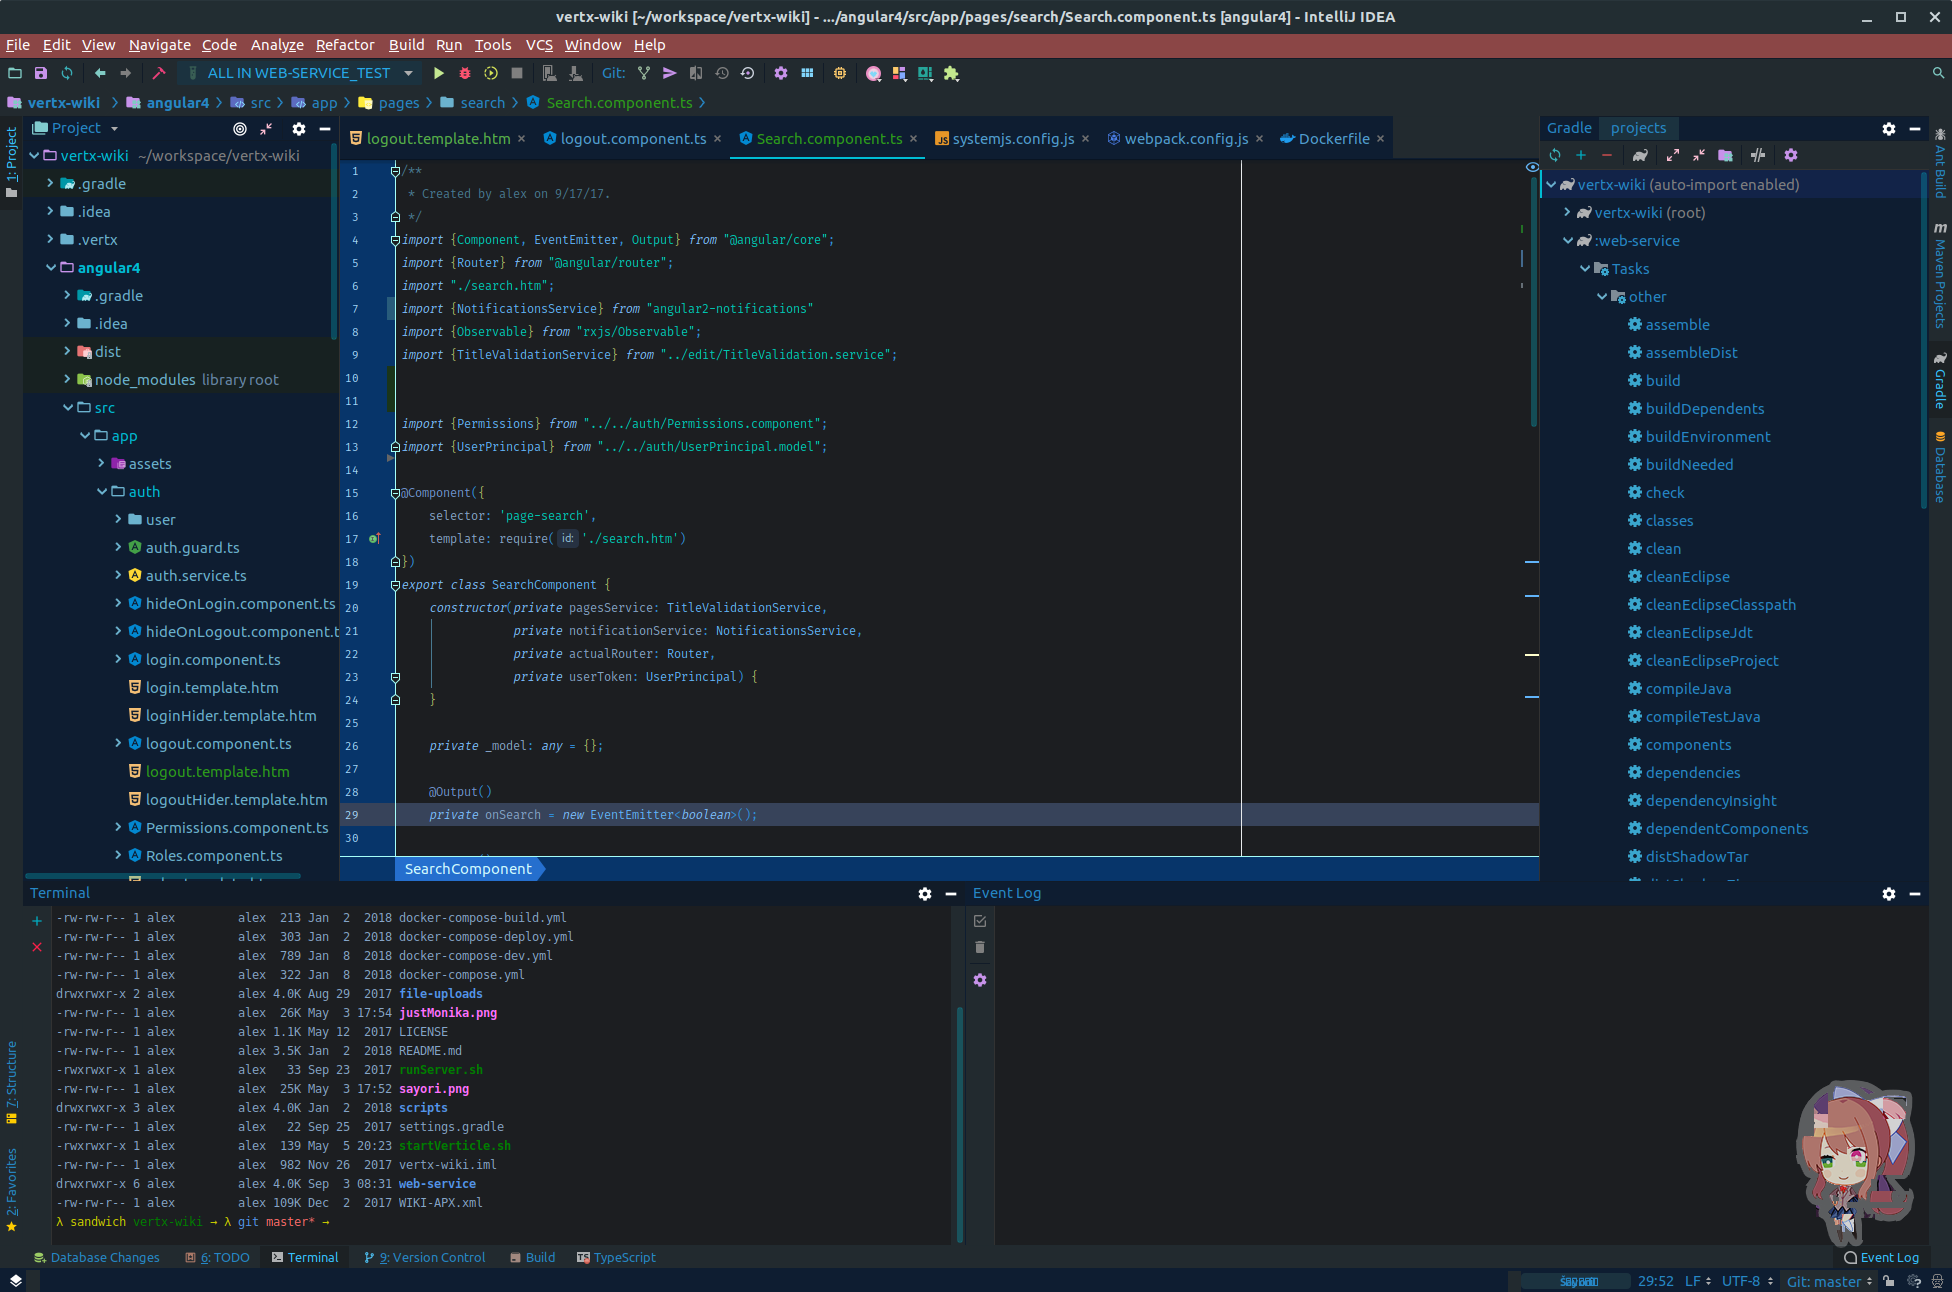 vertx-wiki [~/workspace/vertx-wiki] - .../angular4/src/app/pages/search/Search.component.ts [angular4] - IntelliJ IDEA
File Edit View Navigate Code Analyze Refactor Build Run Tools VCS Window Help
ALL IN WEB-SERVICE_TEST Git:
vertx-wiki angular4 src app pages search Search.component.ts
Project
logout.template.htm logout.component.ts Search.component.ts systemjs.config.js webpack.config.js Dockerfile
Gradle projects
1: Project
7: Structure
2: Favorites
vertx-wiki ~/workspace/vertx-wiki
.gradle
.idea
.vertx
angular4
.gradle
.idea
dist
node_modules library root
src
app
assets
auth
user
auth.guard.ts
auth.service.ts
hideOnLogin.component.ts
hideOnLogout.component.t
login.component.ts
login.template.htm
loginHider.template.htm
logout.component.ts
logout.template.htm
logoutHider.template.htm
Permissions.component.ts
Roles.component.ts
1 /**
2 * Created by alex on 9/17/17.
3 */
4 import {Component, EventEmitter, Output} from "@angular/core";
5 import {Router} from "@angular/router";
6 import "./search.htm";
7 import {NotificationsService} from "angular2-notifications"
8 import {Observable} from "rxjs/Observable";
9 import {TitleValidationService} from "../edit/TitleValidation.service";
10
11
12 import {Permissions} from "../../auth/Permissions.component";
13 import {UserPrincipal} from "../../auth/UserPrincipal.model";
14
15 @Component({
16 selector: 'page-search',
17 template: require( id: './search.htm')
18 })
19 export class SearchComponent {
20 constructor(private pagesService: TitleValidationService,
21 private notificationService: NotificationsService,
22 private actualRouter: Router,
23 private userToken: UserPrincipal) {
24 }
25
26 private _model: any = {};
27
28 @Output()
29 private onSearch = new EventEmitter<boolean>();
30
SearchComponent
vertx-wiki (auto-import enabled)
vertx-wiki (root)
:web-service
Tasks
other
assemble
assembleDist
build
buildDependents
buildEnvironment
buildNeeded
check
classes
clean
cleanEclipse
cleanEclipseClasspath
cleanEclipseJdt
cleanEclipseProject
compileJava
compileTestJava
components
dependencies
dependencyInsight
dependentComponents
distShadowTar
Ant Build
m Maven Projects
Gradle
Database
Terminal
-rw-rw-r-- 1 alex alex 213 Jan 2 2018 docker-compose-build.yml
-rw-rw-r-- 1 alex alex 303 Jan 2 2018 docker-compose-deploy.yml
-rw-rw-r-- 1 alex alex 789 Jan 8 2018 docker-compose-dev.yml
-rw-rw-r-- 1 alex alex 322 Jan 8 2018 docker-compose.yml
drwxrwxr-x 2 alex alex 4.0K Aug 29 2017 file-uploads
-rw-rw-r-- 1 alex alex 26K May 3 17:54 justMonika.png
-rw-rw-r-- 1 alex alex 1.1K May 12 2017 LICENSE
-rw-rw-r-- 1 alex alex 3.5K Jan 2 2018 README.md
-rwxrwxr-x 1 alex alex 33 Sep 23 2017 runServer.sh
-rw-rw-r-- 1 alex alex 25K May 3 17:52 sayori.png
drwxrwxr-x 3 alex alex 4.0K Jan 2 2018 scripts
-rw-rw-r-- 1 alex alex 22 Sep 25 2017 settings.gradle
-rwxrwxr-x 1 alex alex 139 May 5 20:23 startVerticle.sh
-rw-rw-r-- 1 alex alex 982 Nov 26 2017 vertx-wiki.iml
drwxrwxr-x 6 alex alex 4.0K Sep 3 08:31 web-service
-rw-rw-r-- 1 alex alex 109K Dec 2 2017 WIKI-APX.xml
λ sandwich vertx-wiki → λ git master* →
Event Log
Database Changes 6: TODO Terminal 9: Version Control Build TypeScript Event Log
29:52 LF UTF-8 Git: master